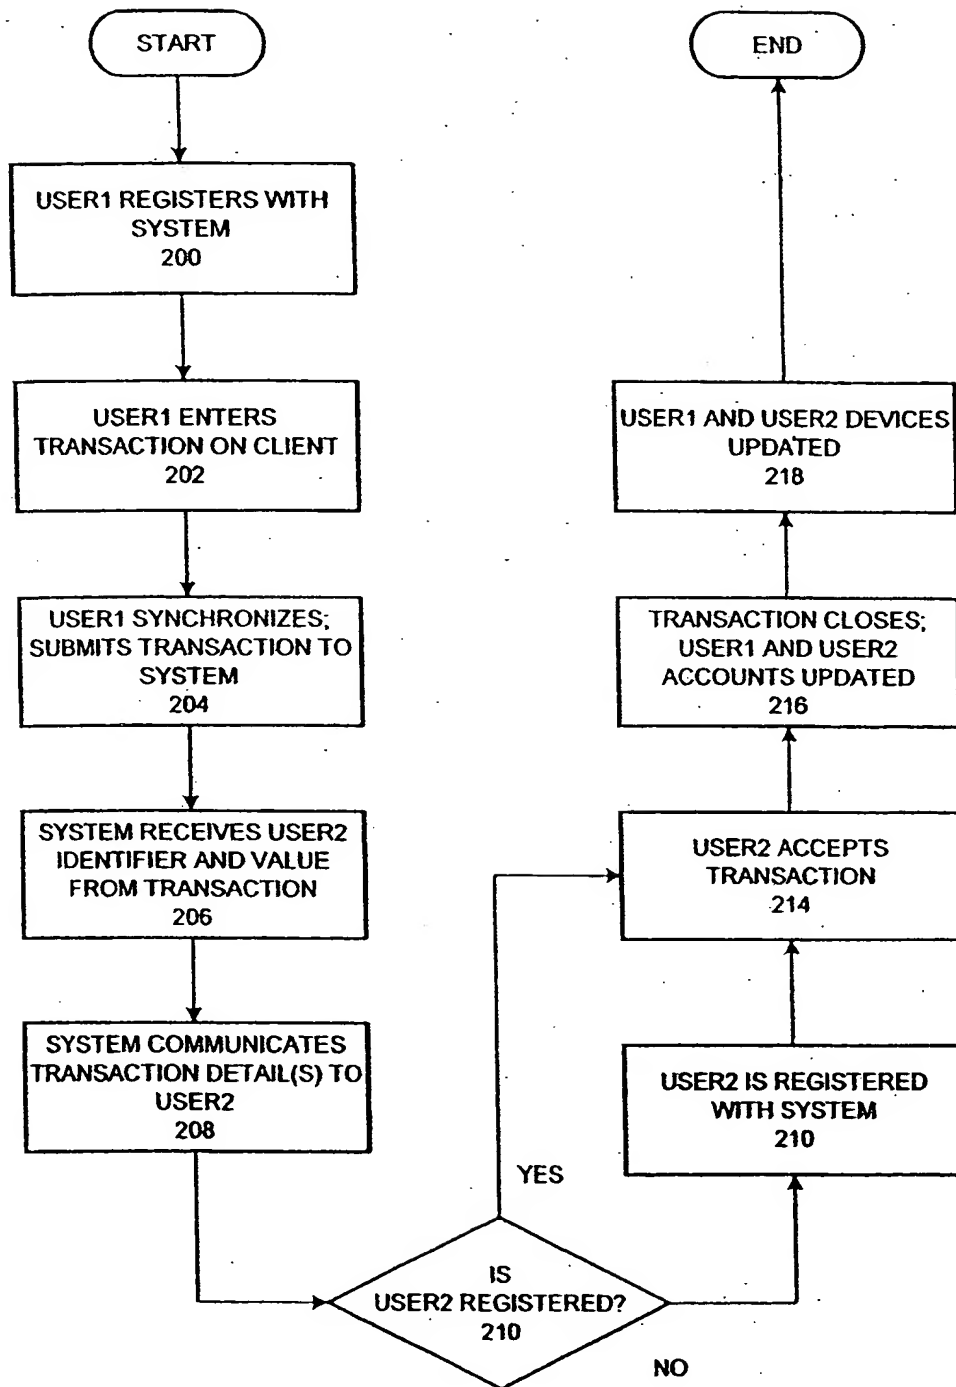 START
USER1 REGISTERS WITH
SYSTEM
200
USER1 ENTERS
TRANSACTION ON CLIENT
202
USER1 SYNCHRONIZES;
SUBMITS TRANSACTION TO
SYSTEM
204
SYSTEM RECEIVES USER2
IDENTIFIER AND VALUE
FROM TRANSACTION
206
SYSTEM COMMUNICATES
TRANSACTION DETAIL(S) TO
USER2
208
IS
USER2 REGISTERED?
210
YES
NO
USER2 IS REGISTERED
WITH SYSTEM
210
USER2 ACCEPTS
TRANSACTION
214
TRANSACTION CLOSES;
USER1 AND USER2
ACCOUNTS UPDATED
216
USER1 AND USER2 DEVICES
UPDATED
218
END